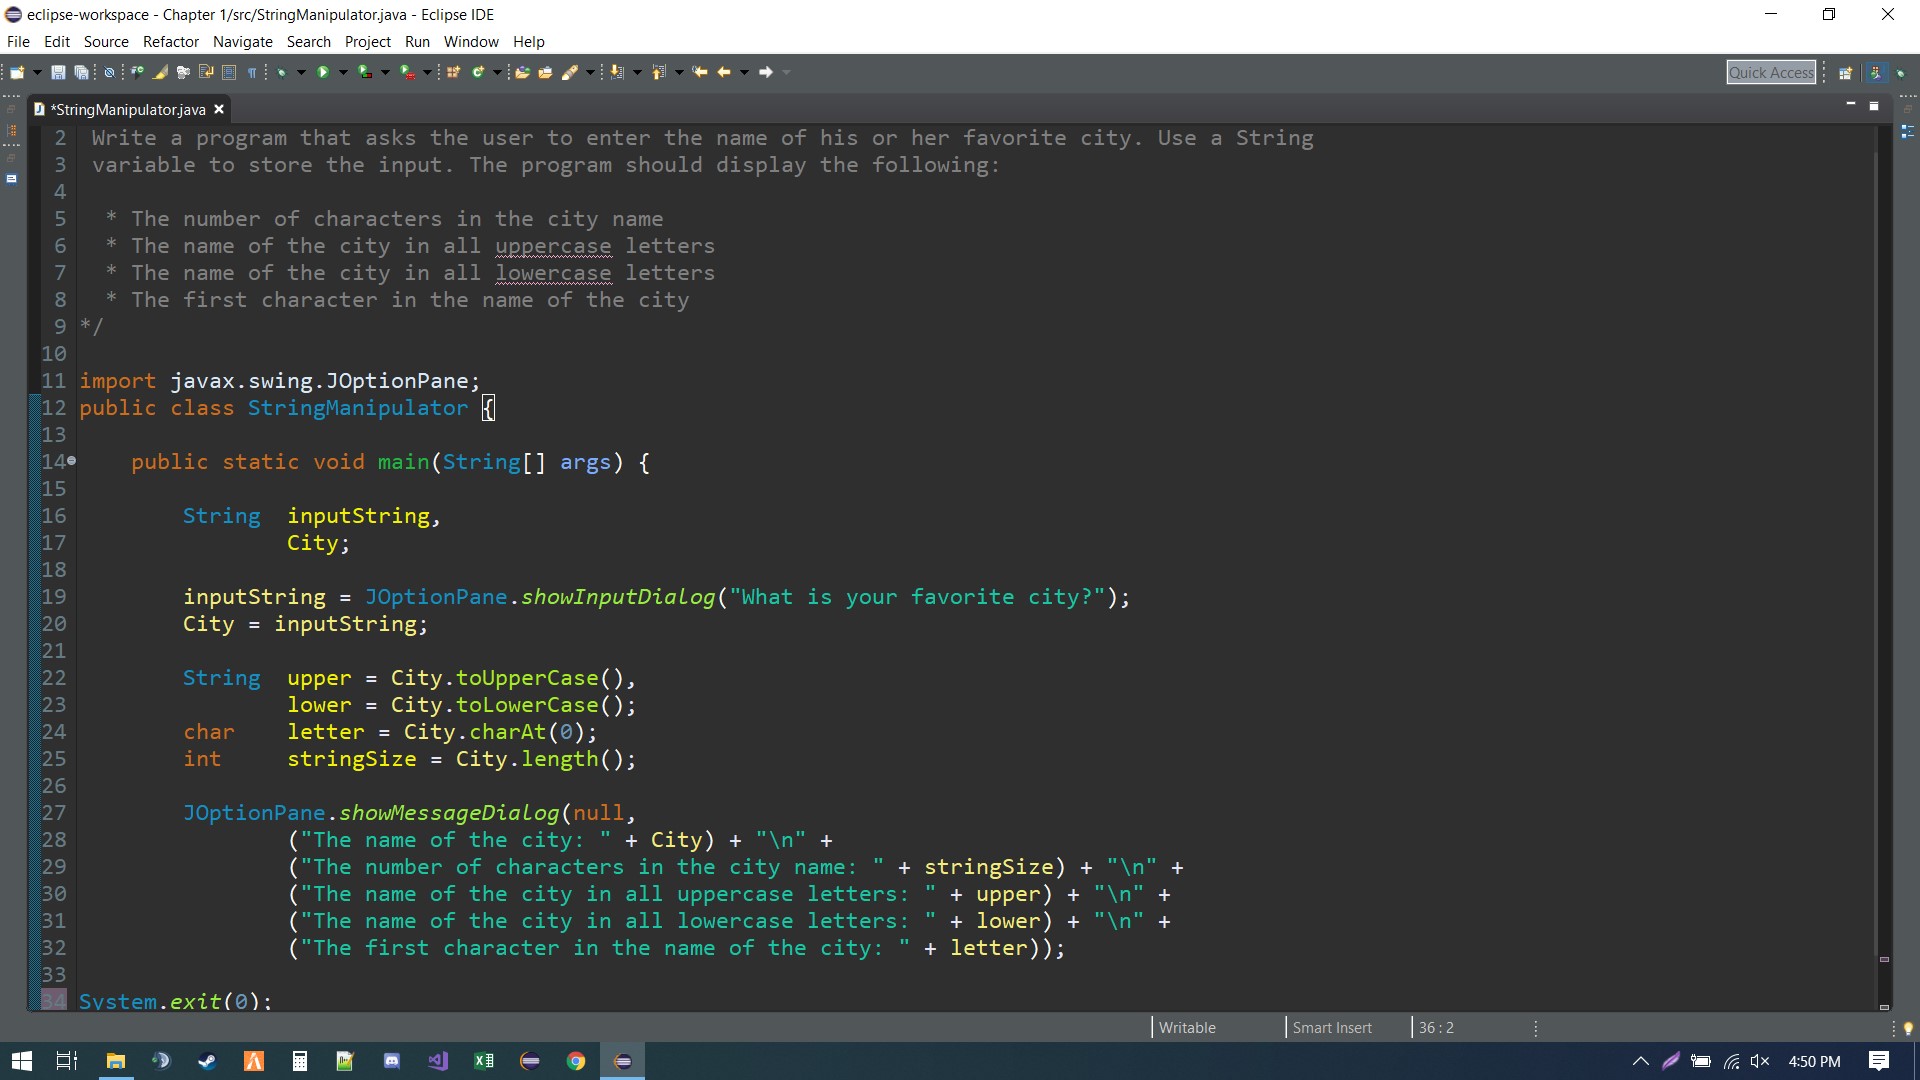 eclipse-workspace - Chapter 1/src/StringManipulator.java - Eclipse IDE
File Edit Source Refactor Navigate Search Project Run Window Help
Quick Access
*StringManipulator.java
2 Write a program that asks the user to enter the name of his or her favorite city. Use a String
3 variable to store the input. The program should display the following:
4
5 * The number of characters in the city name
6 * The name of the city in all uppercase letters
7 * The name of the city in all lowercase letters
8 * The first character in the name of the city
9 */
10
11 import javax.swing.JOptionPane;
12 public class StringManipulator {
13
14 public static void main(String[] args) {
15
16 String inputString,
17 City;
18
19 inputString = JOptionPane.showInputDialog("What is your favorite city?");
20 City = inputString;
21
22 String upper = City.toUpperCase(),
23 lower = City.toLowerCase();
24 char letter = City.charAt(0);
25 int stringSize = City.length();
26
27 JOptionPane.showMessageDialog(null,
28 ("The name of the city: " + City) + "\n" +
29 ("The number of characters in the city name: " + stringSize) + "\n" +
30 ("The name of the city in all uppercase letters: " + upper) + "\n" +
31 ("The name of the city in all lowercase letters: " + lower) + "\n" +
32 ("The first character in the name of the city: " + letter));
33
34 System.exit(0);
Writable Smart Insert 36 : 2
4:50 PM